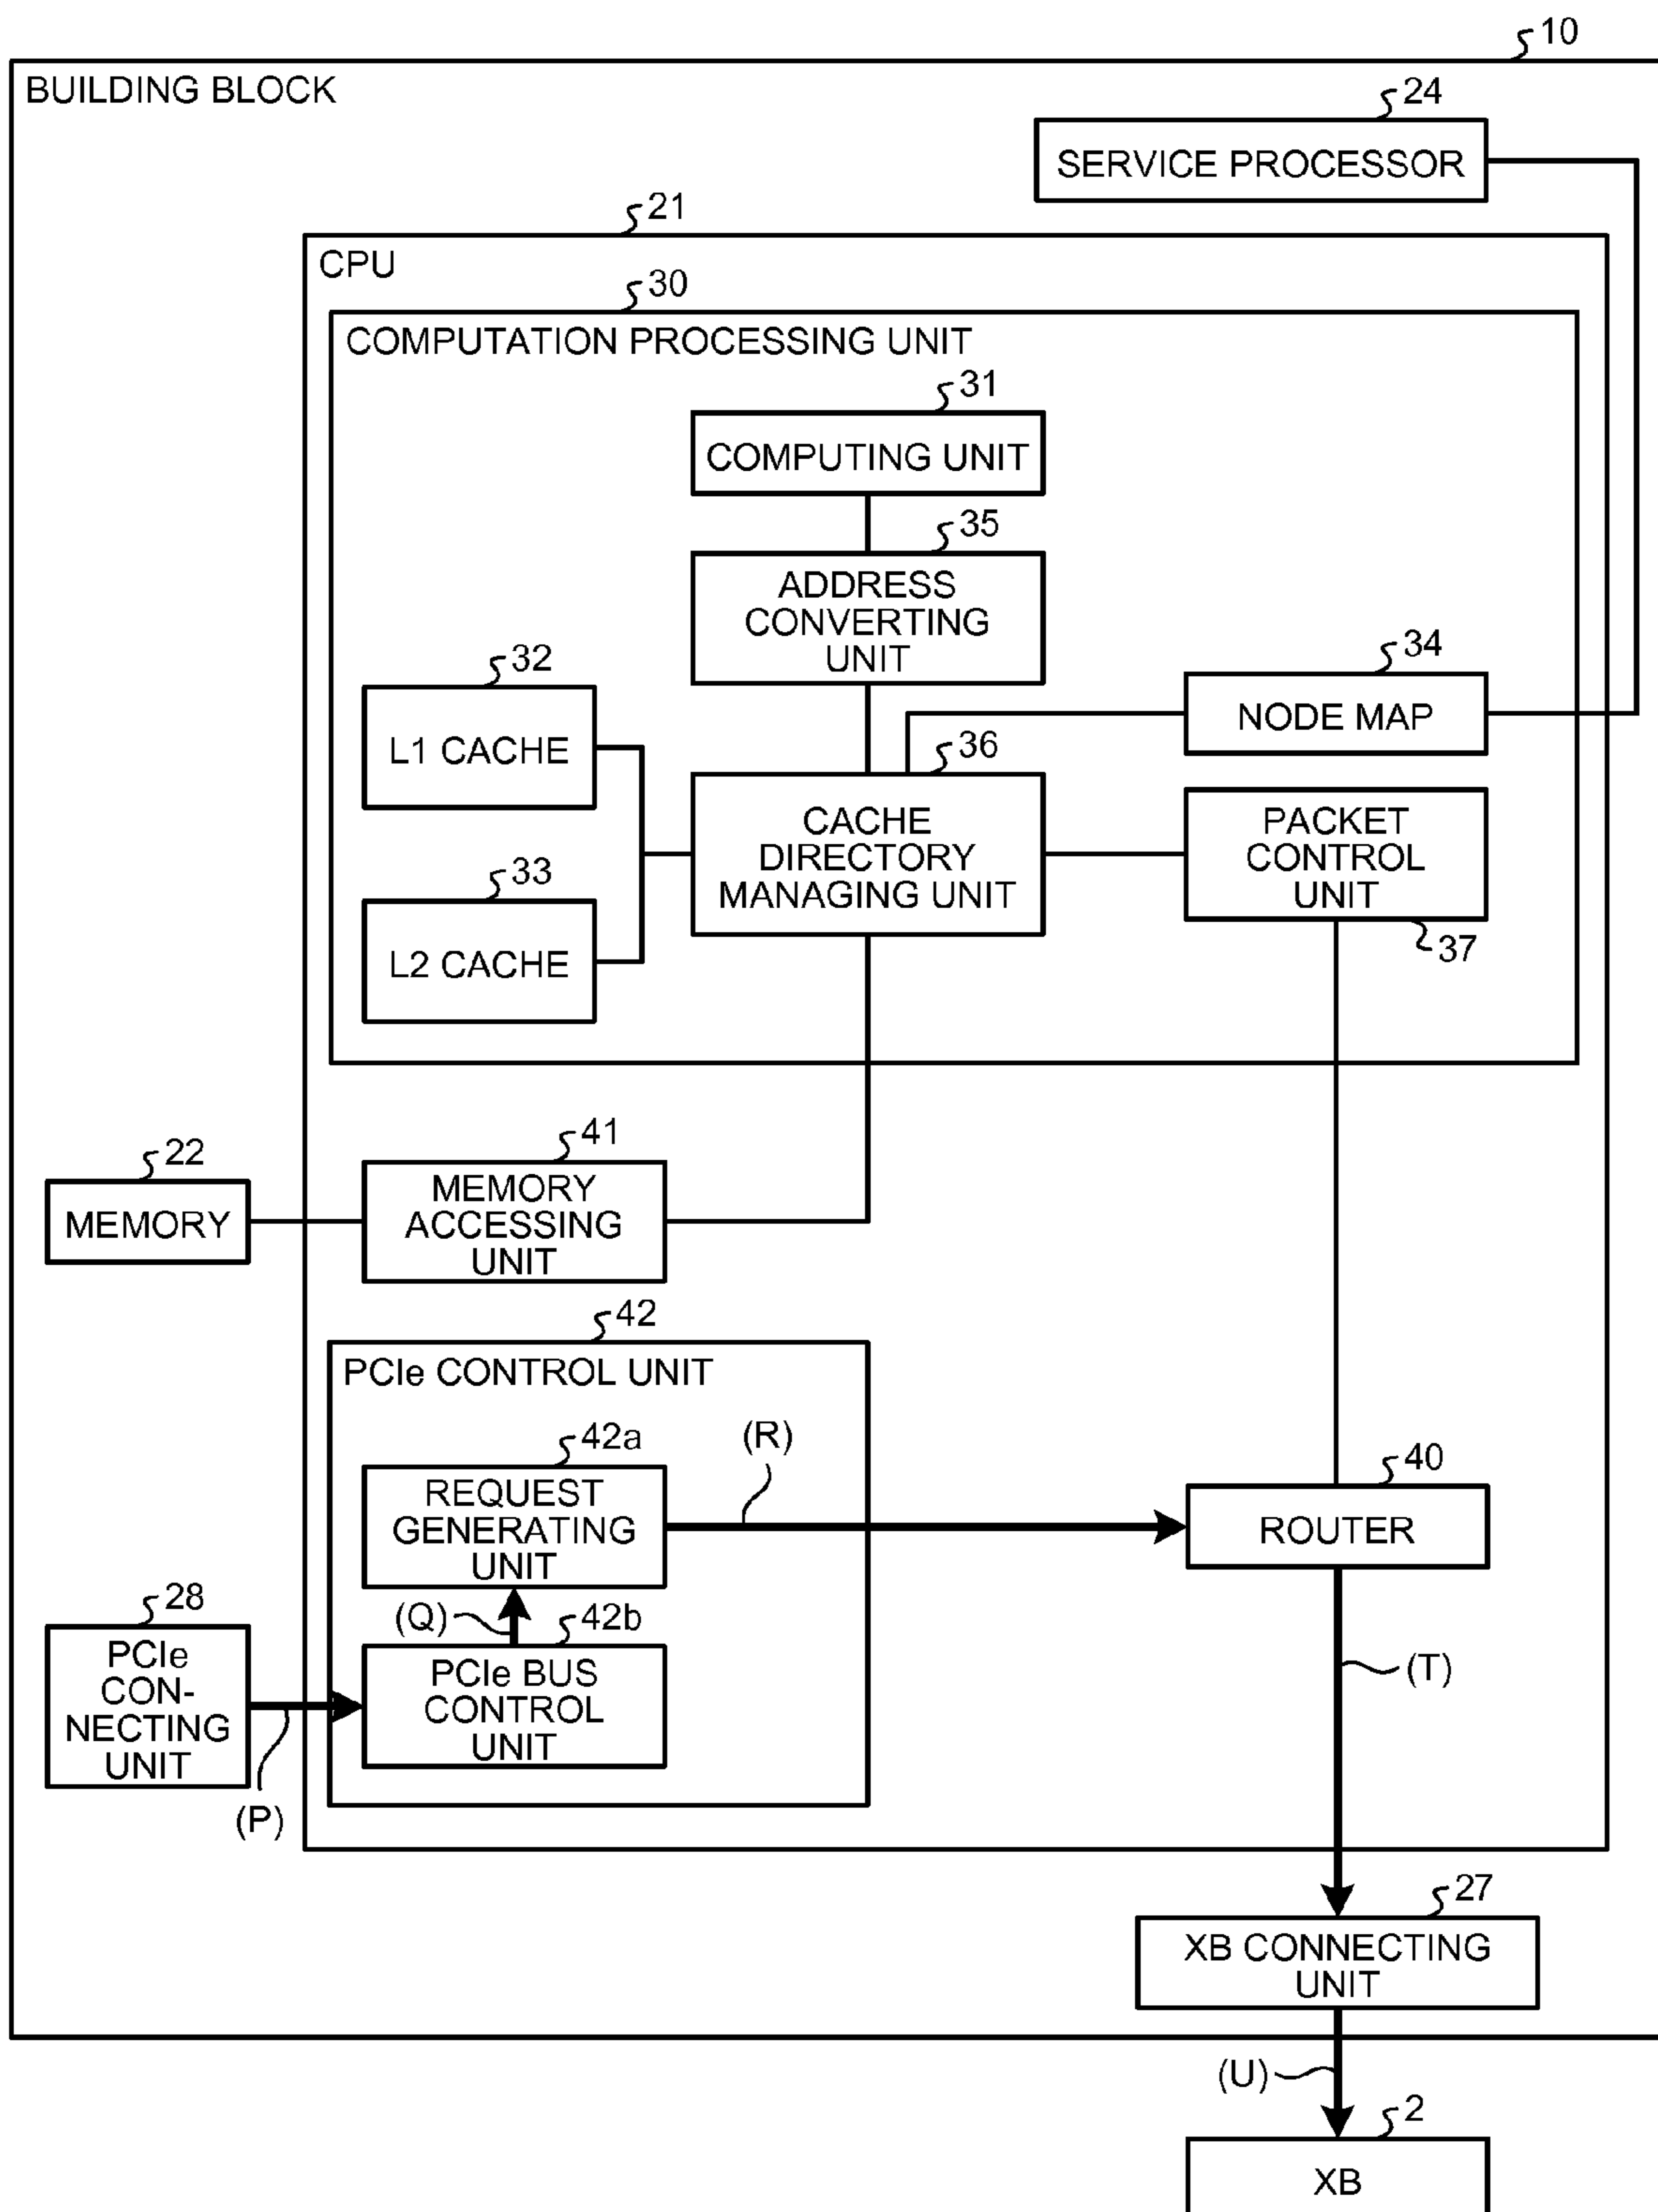 10
BUILDING BLOCK
24
SERVICE PROCESSOR
21
CPU
30
COMPUTATION PROCESSING UNIT
31
COMPUTING UNIT
35
ADDRESS
CONVERTING
UNIT
32
L1 CACHE
34
NODE MAP
36
CACHE
DIRECTORY
MANAGING UNIT
PACKET
CONTROL
UNIT
37
33
L2 CACHE
22
MEMORY
41
MEMORY
ACCESSING
UNIT
42
PCIe CONTROL UNIT
42a
REQUEST
GENERATING
UNIT
(R)
40
ROUTER
(Q)
42b
PCIe BUS
CONTROL
UNIT
28
PCIe
CON-
NECTING
UNIT
(P)
(T)
27
XB CONNECTING
UNIT
(U)
2
XB